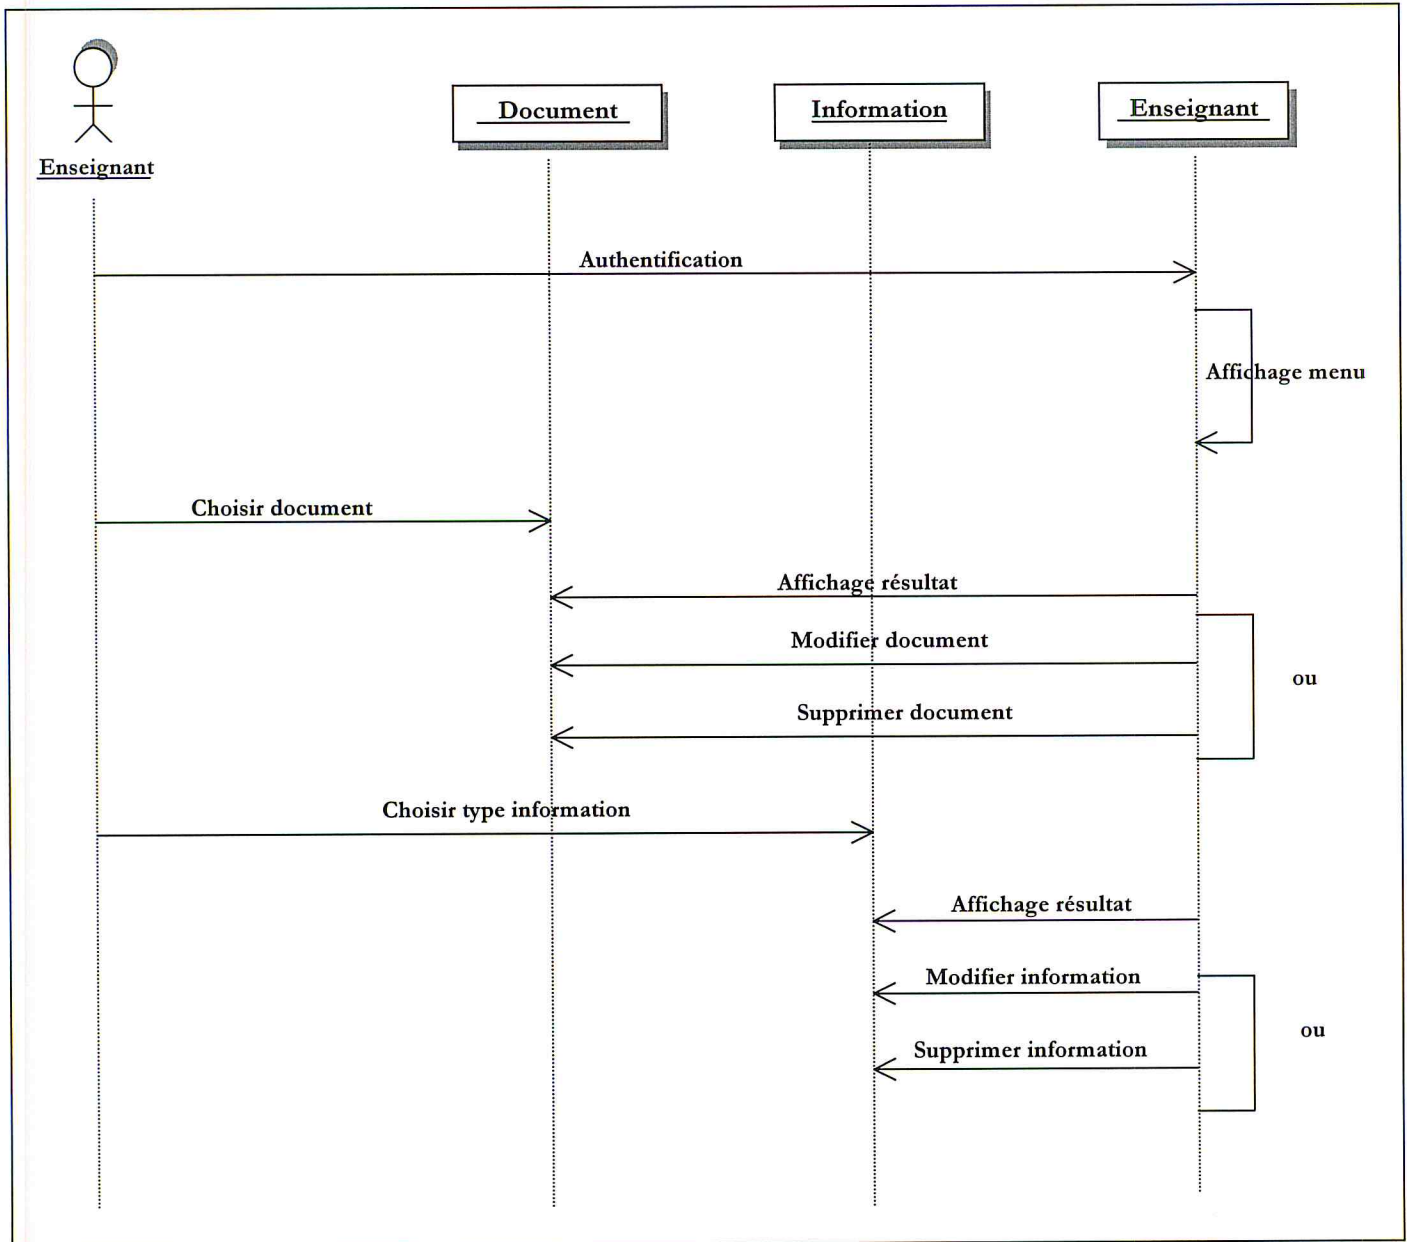 Document
Information
Enseignant
Enseignant
Authentification
Affichage menu
Choisir document
Affichage résultat
Modifier document
ou
Supprimer document
Choisir type information
Affichage résultat
Modifier information
ou
Supprimer information